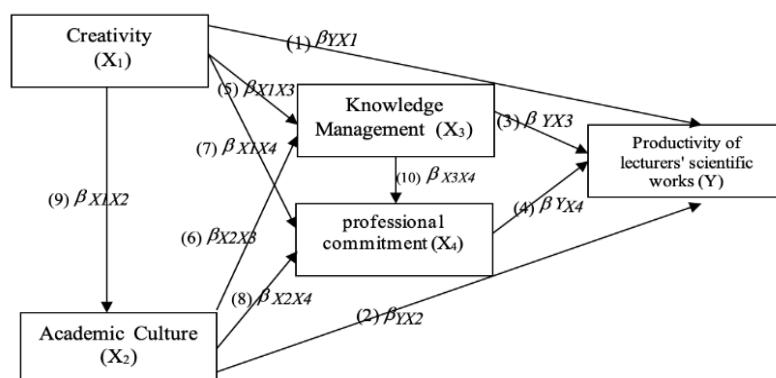 Creativity
(X₁)
(1) βYX1
(5) βX1X3
Knowledge
Management (X₃)
(3) β YX3
Productivity of
lecturers' scientific
works (Y)
(7) β X1X4
(10) β X3X4
(9) β X1X2
(6) βX2X3
professional
commitment (X₄)
(4) β YX4
(8) β X2X4
(2) βYX2
Academic Culture
(X₂)